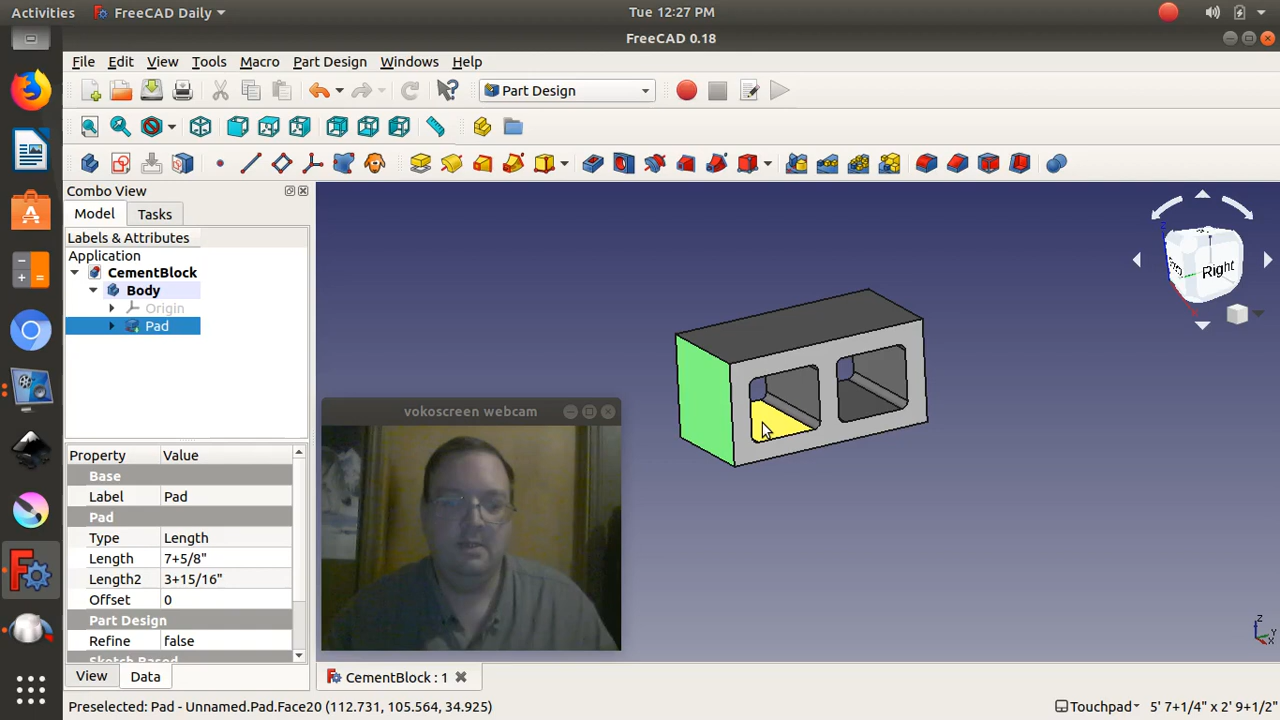 Activities FreeCAD Daily Tue 12:27 PM
FreeCAD 0.18
File Edit View Tools Macro Part Design Windows Help
Part Design
Combo View
Model Tasks
Labels & Attributes
Application
CementBlock
Body
Origin
Pad
Property Value
Base
Label Pad
Pad
Type Length
Length 7+5/8"
Length2 3+15/16"
Offset 0
Part Design
Refine false
View Data
vokoscreen webcam
Right
Z
Y
X
CementBlock : 1
Preselected: Pad - Unnamed.Pad.Face20 (112.731, 105.564, 34.925) Touchpad 5' 7+1/4" x 2' 9+1/2"